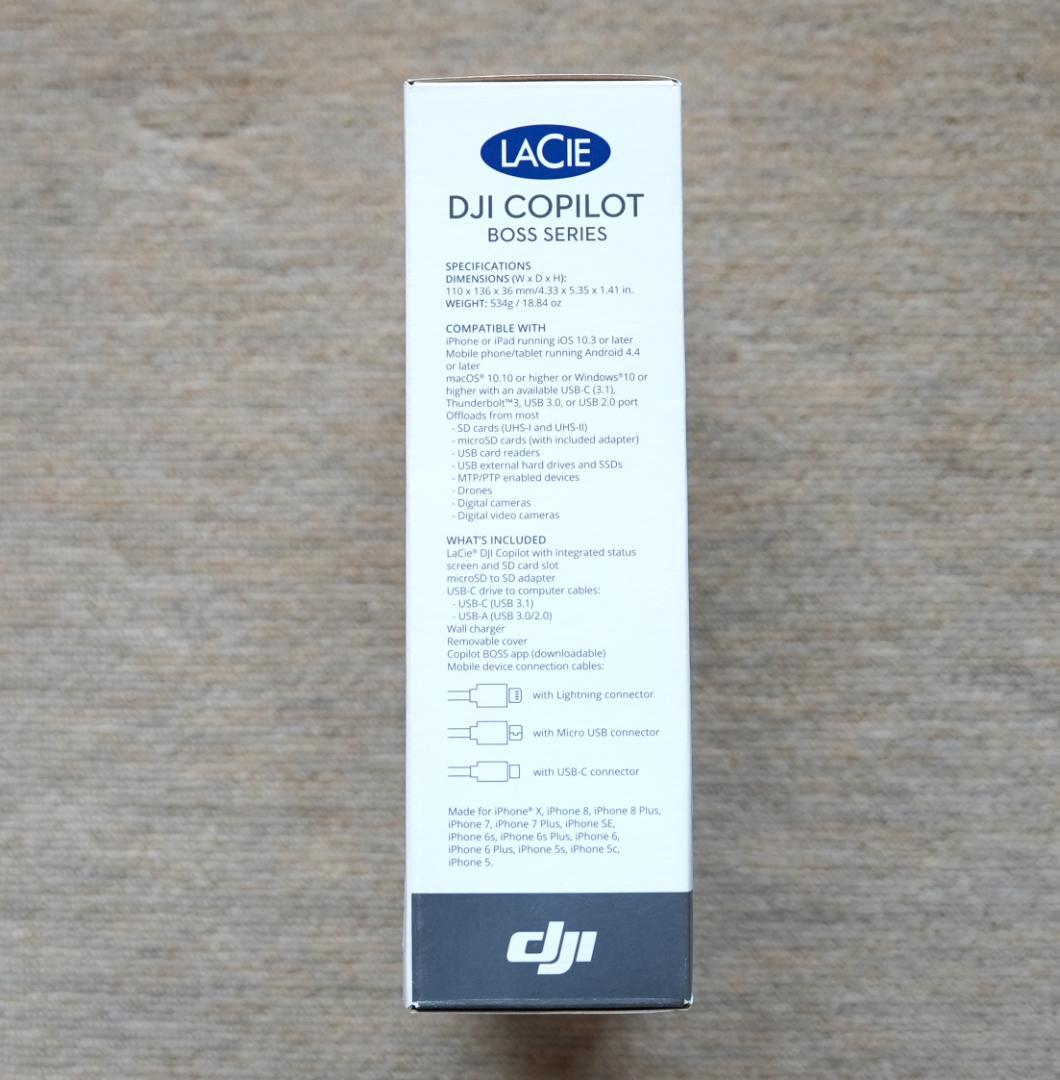 LACIE
DJI COPILOT
BOSS SERIES
SPECIFICATIONS
DIMENSIONS (W x D x H):
110 x 136 x 36 mm/4.33 x 5.35 x 1.41 in.
WEIGHT: 534g / 18.84 oz
COMPATIBLE WITH
iPhone or iPad running iOS 10.3 or later
Mobile phone/tablet running Android 4.4
or later
macOS® 10.10 or higher or Windows®10 or
higher with an available USB-C (3.1),
Thunderbolt™3, USB 3.0, or USB 2.0 port
Offloads from most
- SD cards (UHS-I and UHS-II)
- microSD cards (with included adapter)
- USB card readers
- USB external hard drives and SSDs
- MTP/PTP enabled devices
- Drones
- Digital cameras
- Digital video cameras
WHAT'S INCLUDED
LaCie® DJI Copilot with integrated status
screen and SD card slot
microSD to SD adapter
USB-C drive to computer cables:
- USB-C (USB 3.1)
- USB-A (USB 3.0/2.0)
Wall charger
Removable cover
Copilot BOSS app (downloadable)
Mobile device connection cables:
with Lightning connector
with Micro USB connector
with USB-C connector
Made for iPhone® X, iPhone 8, iPhone 8 Plus,
iPhone 7, iPhone 7 Plus, iPhone SE,
iPhone 6s, iPhone 6s Plus, iPhone 6,
iPhone 6 Plus, iPhone 5s, iPhone 5c,
iPhone 5.
dji